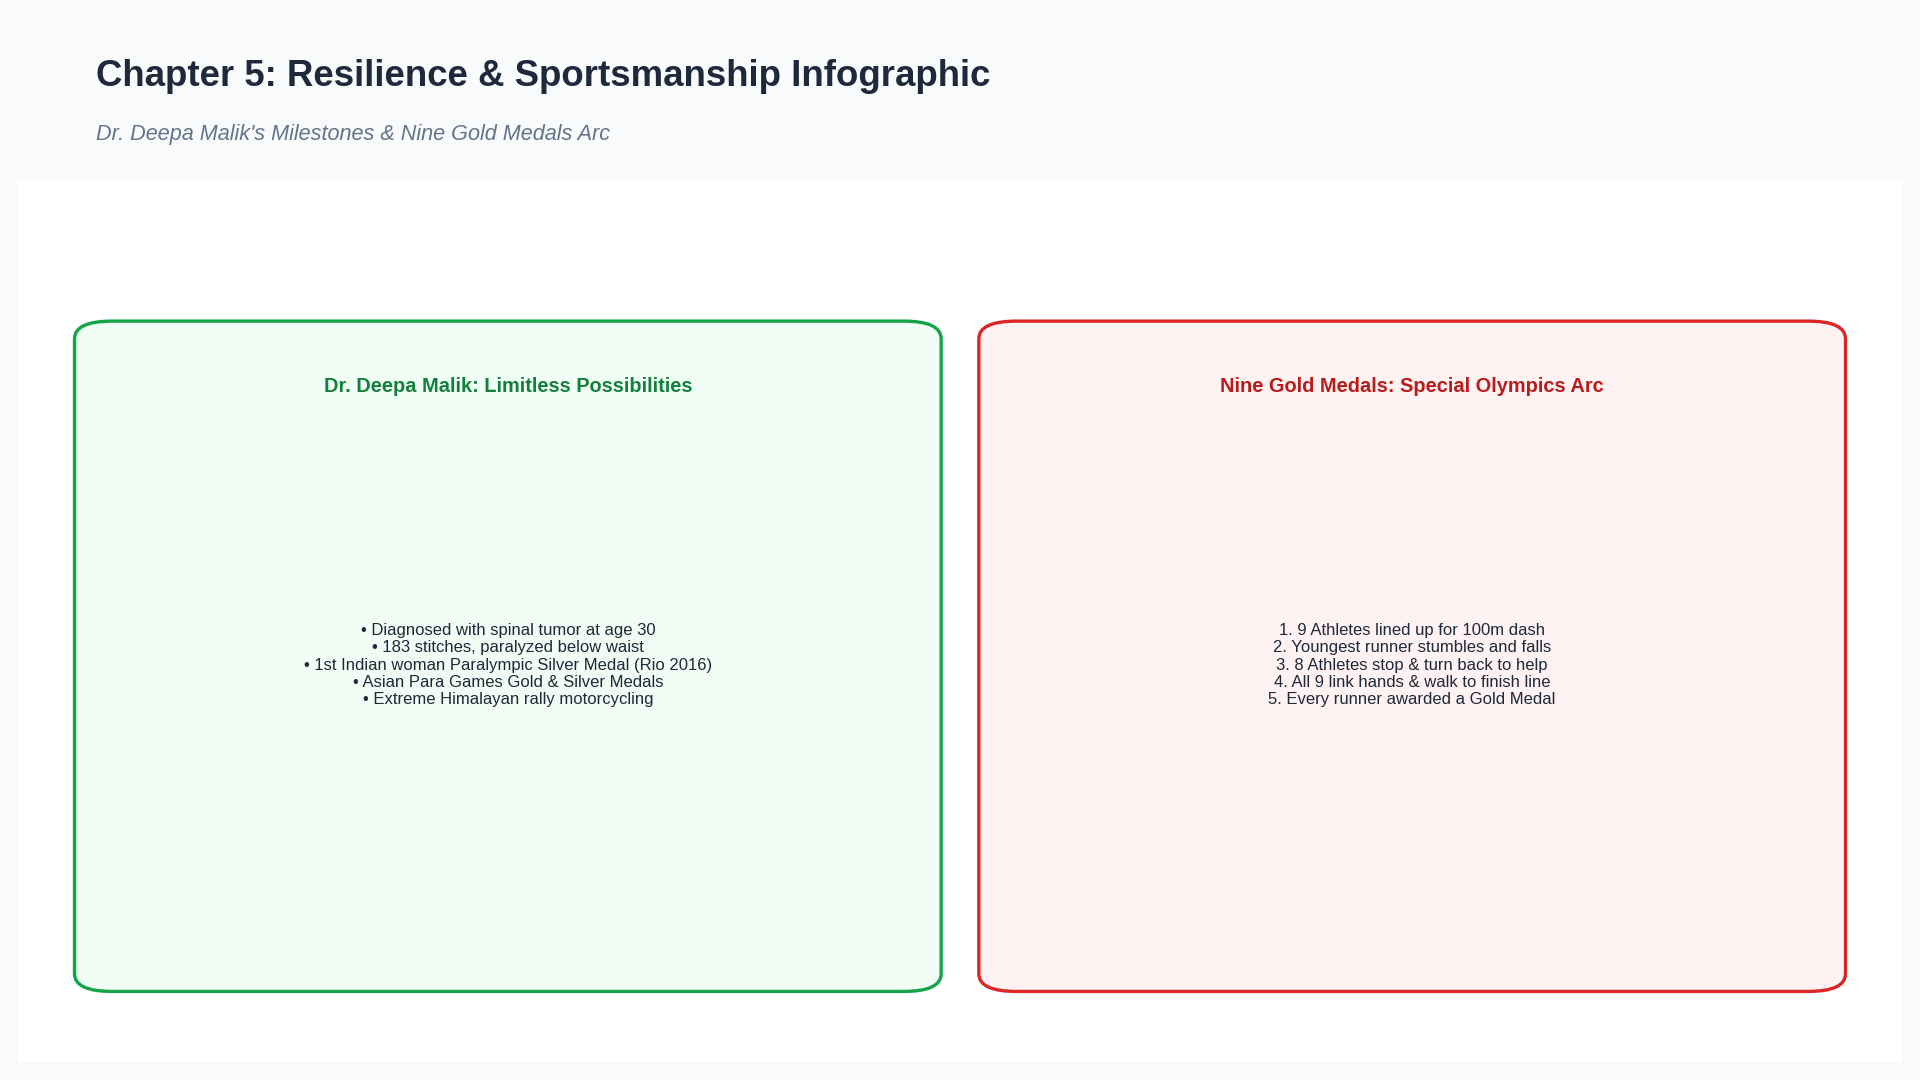 Chapter 5: Resilience & Sportsmanship Infographic
Dr. Deepa Malik's Milestones & Nine Gold Medals Arc
Dr. Deepa Malik: Limitless Possibilities
• Diagnosed with spinal tumor at age 30
• 183 stitches, paralyzed below waist
• 1st Indian woman Paralympic Silver Medal (Rio 2016)
• Asian Para Games Gold & Silver Medals
• Extreme Himalayan rally motorcycling
Nine Gold Medals: Special Olympics Arc
1. 9 Athletes lined up for 100m dash
2. Youngest runner stumbles and falls
3. 8 Athletes stop & turn back to help
4. All 9 link hands & walk to finish line
5. Every runner awarded a Gold Medal